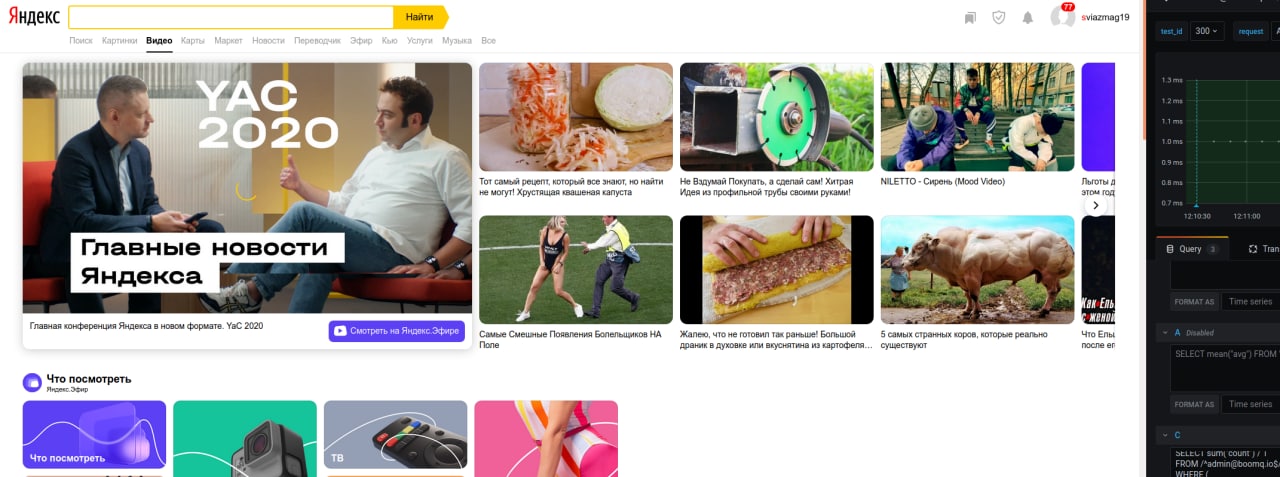 Яндекс
Найти
77
sviazmag19
Поиск Картинки Видео Карты Маркет Новости Переводчик Эфир Кью Услуги Музыка Все
YAC
2020
Главные новости
Яндекса
Главная конференция Яндекса в новом формате. YaC 2020
Смотреть на Яндекс.Эфире
Тот самый рецепт, который все знают, но найти
не могут! Хрустящая квашеная капуста
Не Вздумай Покупать, а сделай сам! Хитрая
Идея из профильной трубы своими руками!
NILETTO - Сирень (Mood Video)
Льготы д
этом год
Самые Смешные Появления Болельщиков НА
Поле
Жалею, что не готовил так раньше! Большой
драник в духовке или вкуснятина из картофеля…
5 самых странных коров, которые реально
существуют
Что Ель
после ег
Что посмотреть
Яндекс.Эфир
Что посмотреть
ТВ
test_id 300 request
1.3 ms
1.2 ms
1.1 ms
1.0 ms
0.9 ms
0.8 ms
0.7 ms
12:10:30 12:11:00
Query 3 Tran
FORMAT AS Time series
A Disabled
SELECT mean("avg") FROM
FORMAT AS Time series
C
SELECT sum( count ) / 1
FROM /^admin@boomq.io$/
WHERE (